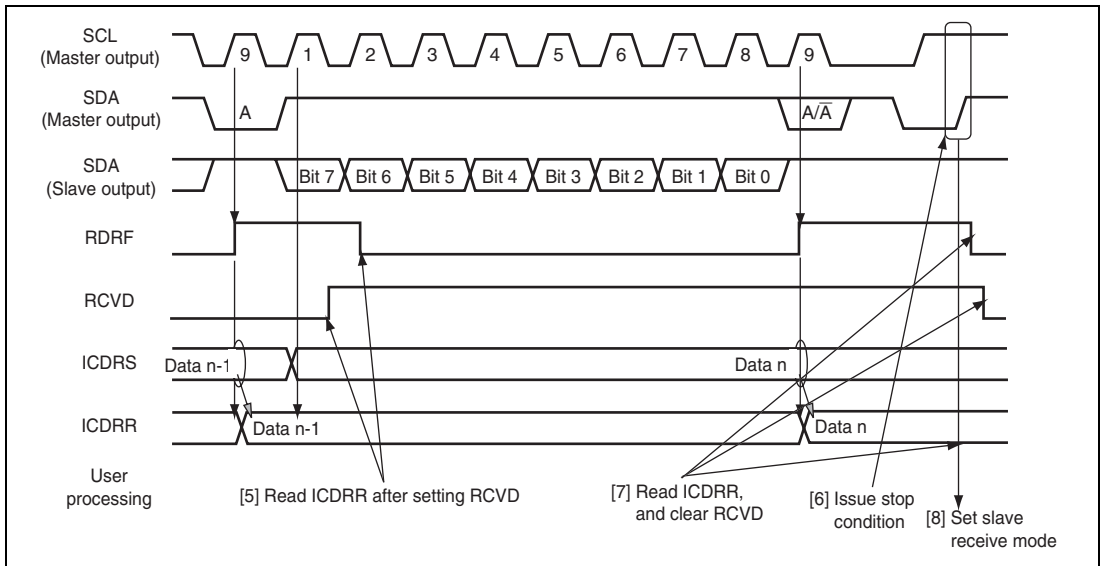 SCL
(Master output)
9 1 2 3 4 5 6 7 8 9
SDA
(Master output)
A A/A̅
SDA
(Slave output)
Bit 7 Bit 6 Bit 5 Bit 4 Bit 3 Bit 2 Bit 1 Bit 0
RDRF
RCVD
ICDRS
Data n-1 Data n
ICDRR
Data n-1 Data n
User
processing
[5] Read ICDRR after setting RCVD
[7] Read ICDRR,
and clear RCVD
[6] Issue stop
condition
[8] Set slave
receive mode